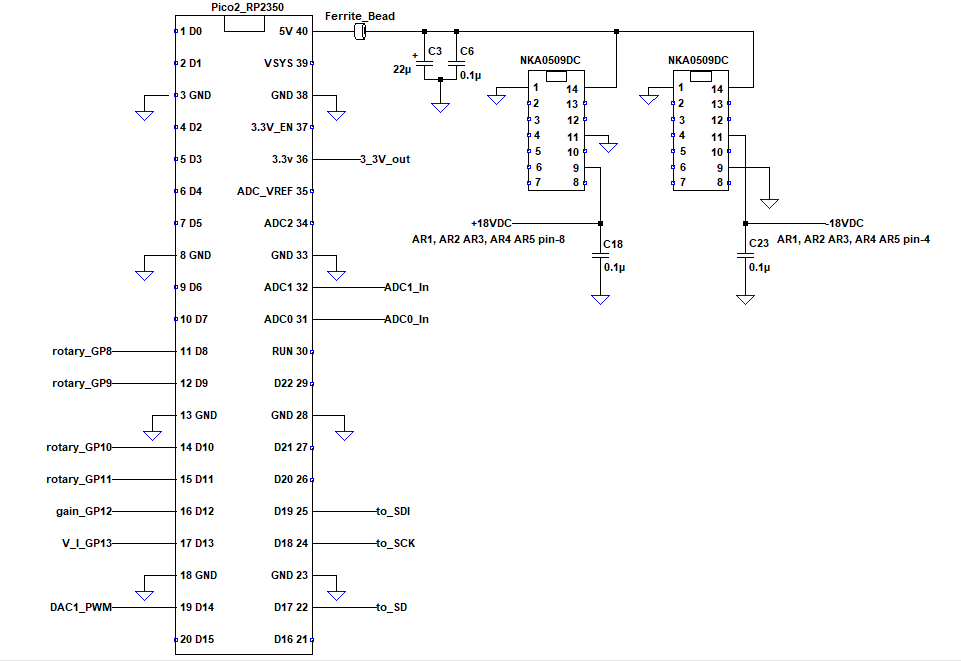 Pico2_RP2350
Ferrite_Bead
1 D0
5V 40
2 D1
VSYS 39
3 GND
GND 38
4 D2
3.3V_EN 37
5 D3
3.3v 36
3_3V_out
6 D4
ADC_VREF 35
7 D5
ADC2 34
8 GND
GND 33
9 D6
ADC1 32
ADC1_In
10 D7
ADC0 31
ADC0_In
rotary_GP8
11 D8
RUN 30
rotary_GP9
12 D9
D22 29
13 GND
GND 28
rotary_GP10
14 D10
D21 27
rotary_GP11
15 D11
D20 26
gain_GP12
16 D12
D19 25
to_SDI
V_I_GP13
17 D13
D18 24
to_SCK
18 GND
GND 23
DAC1_PWM
19 D14
D17 22
to_SD
20 D15
D16 21
+
C3
22µ
C6
0.1µ
NKA0509DC
1
14
2
13
3
12
4
11
5
10
6
9
7
8
+18VDC
AR1, AR2 AR3, AR4 AR5 pin-8
C18
0.1µ
NKA0509DC
1
14
2
13
3
12
4
11
5
10
6
9
7
8
-18VDC
AR1, AR2 AR3, AR4 AR5 pin-4
C23
0.1µ